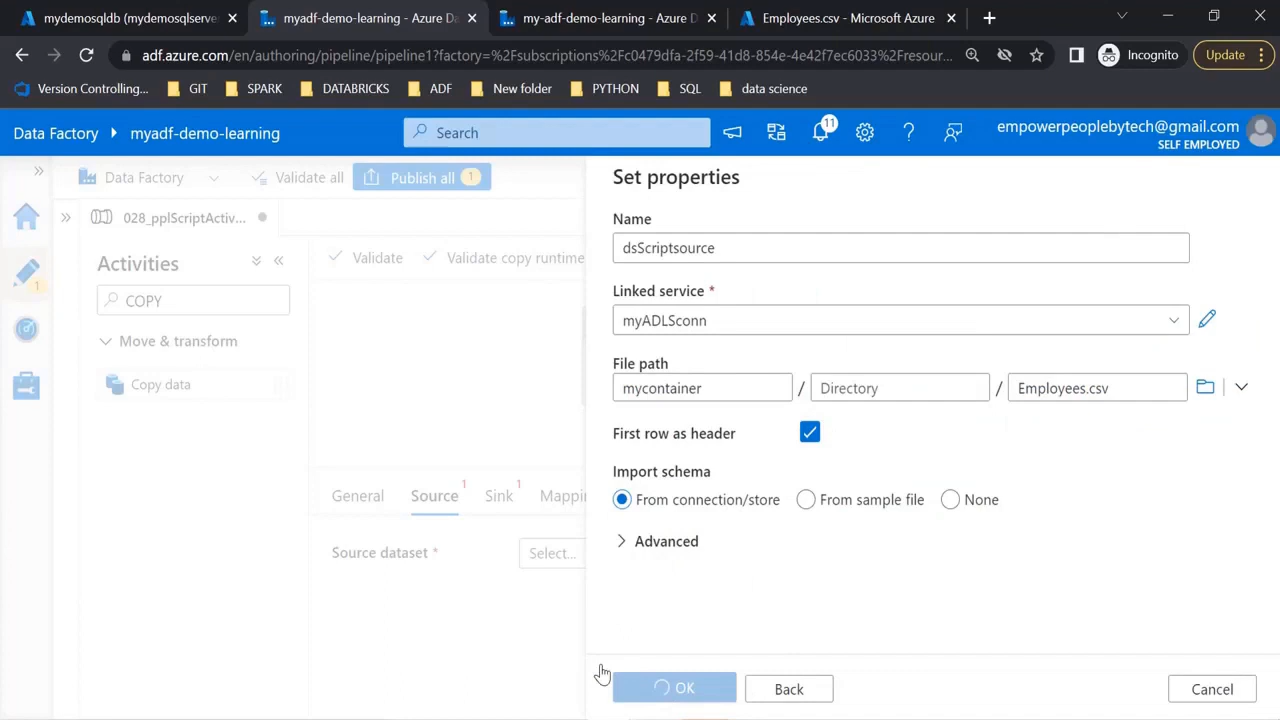 mydemosqldb (mydemosqlserve
myadf-demo-learning - Azure Da
my-adf-demo-learning - Azure D
Employees.csv - Microsoft Azure
adf.azure.com/en/authoring/pipeline/pipeline1?factory=%2Fsubscriptions%2Fc0479dfa-2f59-41d8-854e-4e2f7ec6033%2Fresour...
Incognito
Update
Version Controlling...
GIT
SPARK
DATABRICKS
ADF
New folder
PYTHON
SQL
data science
Data Factory
myadf-demo-learning
Search
11
empowerpeoplebytech@gmail.com
SELF EMPLOYED
Data Factory
Validate all
Publish all 1
028_pplScriptActiv...
Activities
COPY
Move & transform
Copy data
1
Validate
Validate copy runtime
General
Source 1
Sink 1
Mappin
Source dataset *
Select...
Set properties
Name
dsScriptsource
Linked service *
myADLSconn
File path
mycontainer / Directory / Employees.csv
First row as header
Import schema
From connection/store
From sample file
None
Advanced
OK
Back
Cancel